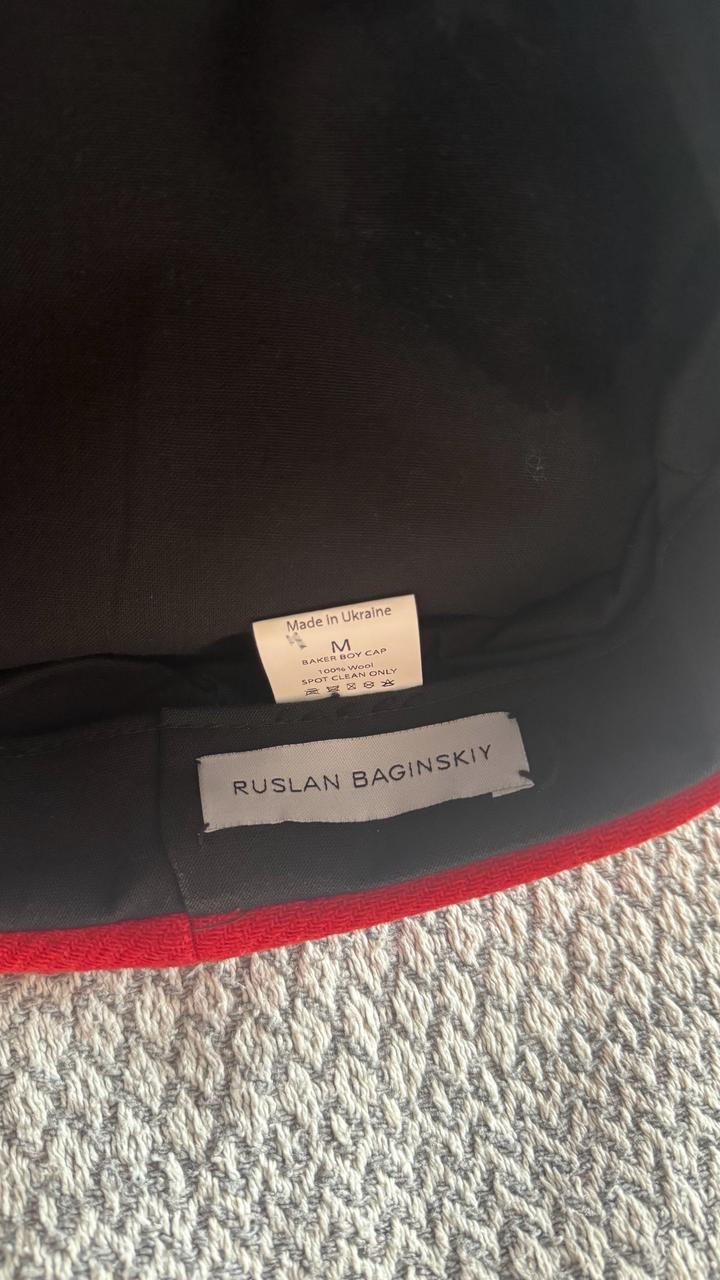 Made In Ukraine
M
BAKER BOY CAP
100% Wool
SPOT CLEAN ONLY
RUSLAN BAGINSKIY